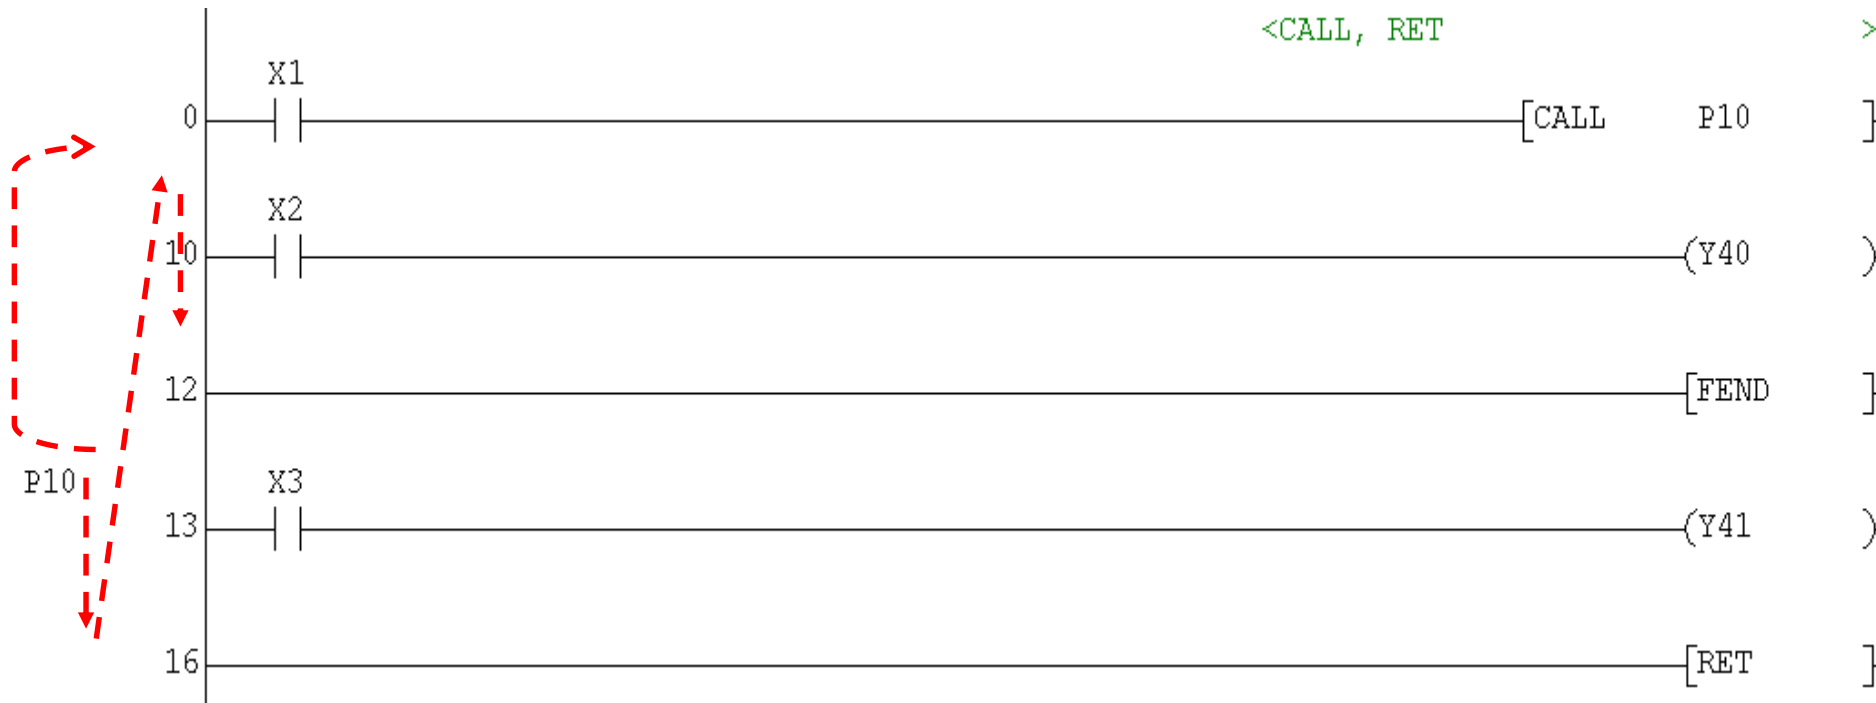 <CALL, RET >
X1
0 [CALL P10 ]
X2
10 (Y40 )
12 [FEND ]
P10 X3
13 (Y41 )
16 [RET ]